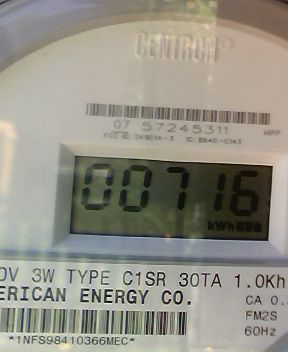 CENTRON®
07 57245311
00716
kWh
0V 3W TYPE C1SR 30TA 1.0Kh
ERICAN ENERGY CO.
CA 0.
FM2S
60Hz
*1NFS98410366MEC*